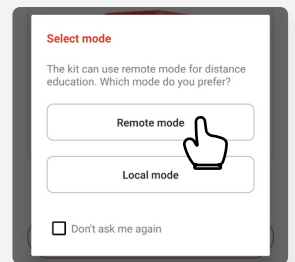 Select mode
The kit can use remote mode for distance
education. Which mode do you prefer?
Remote mode
Local mode
Don't ask me again